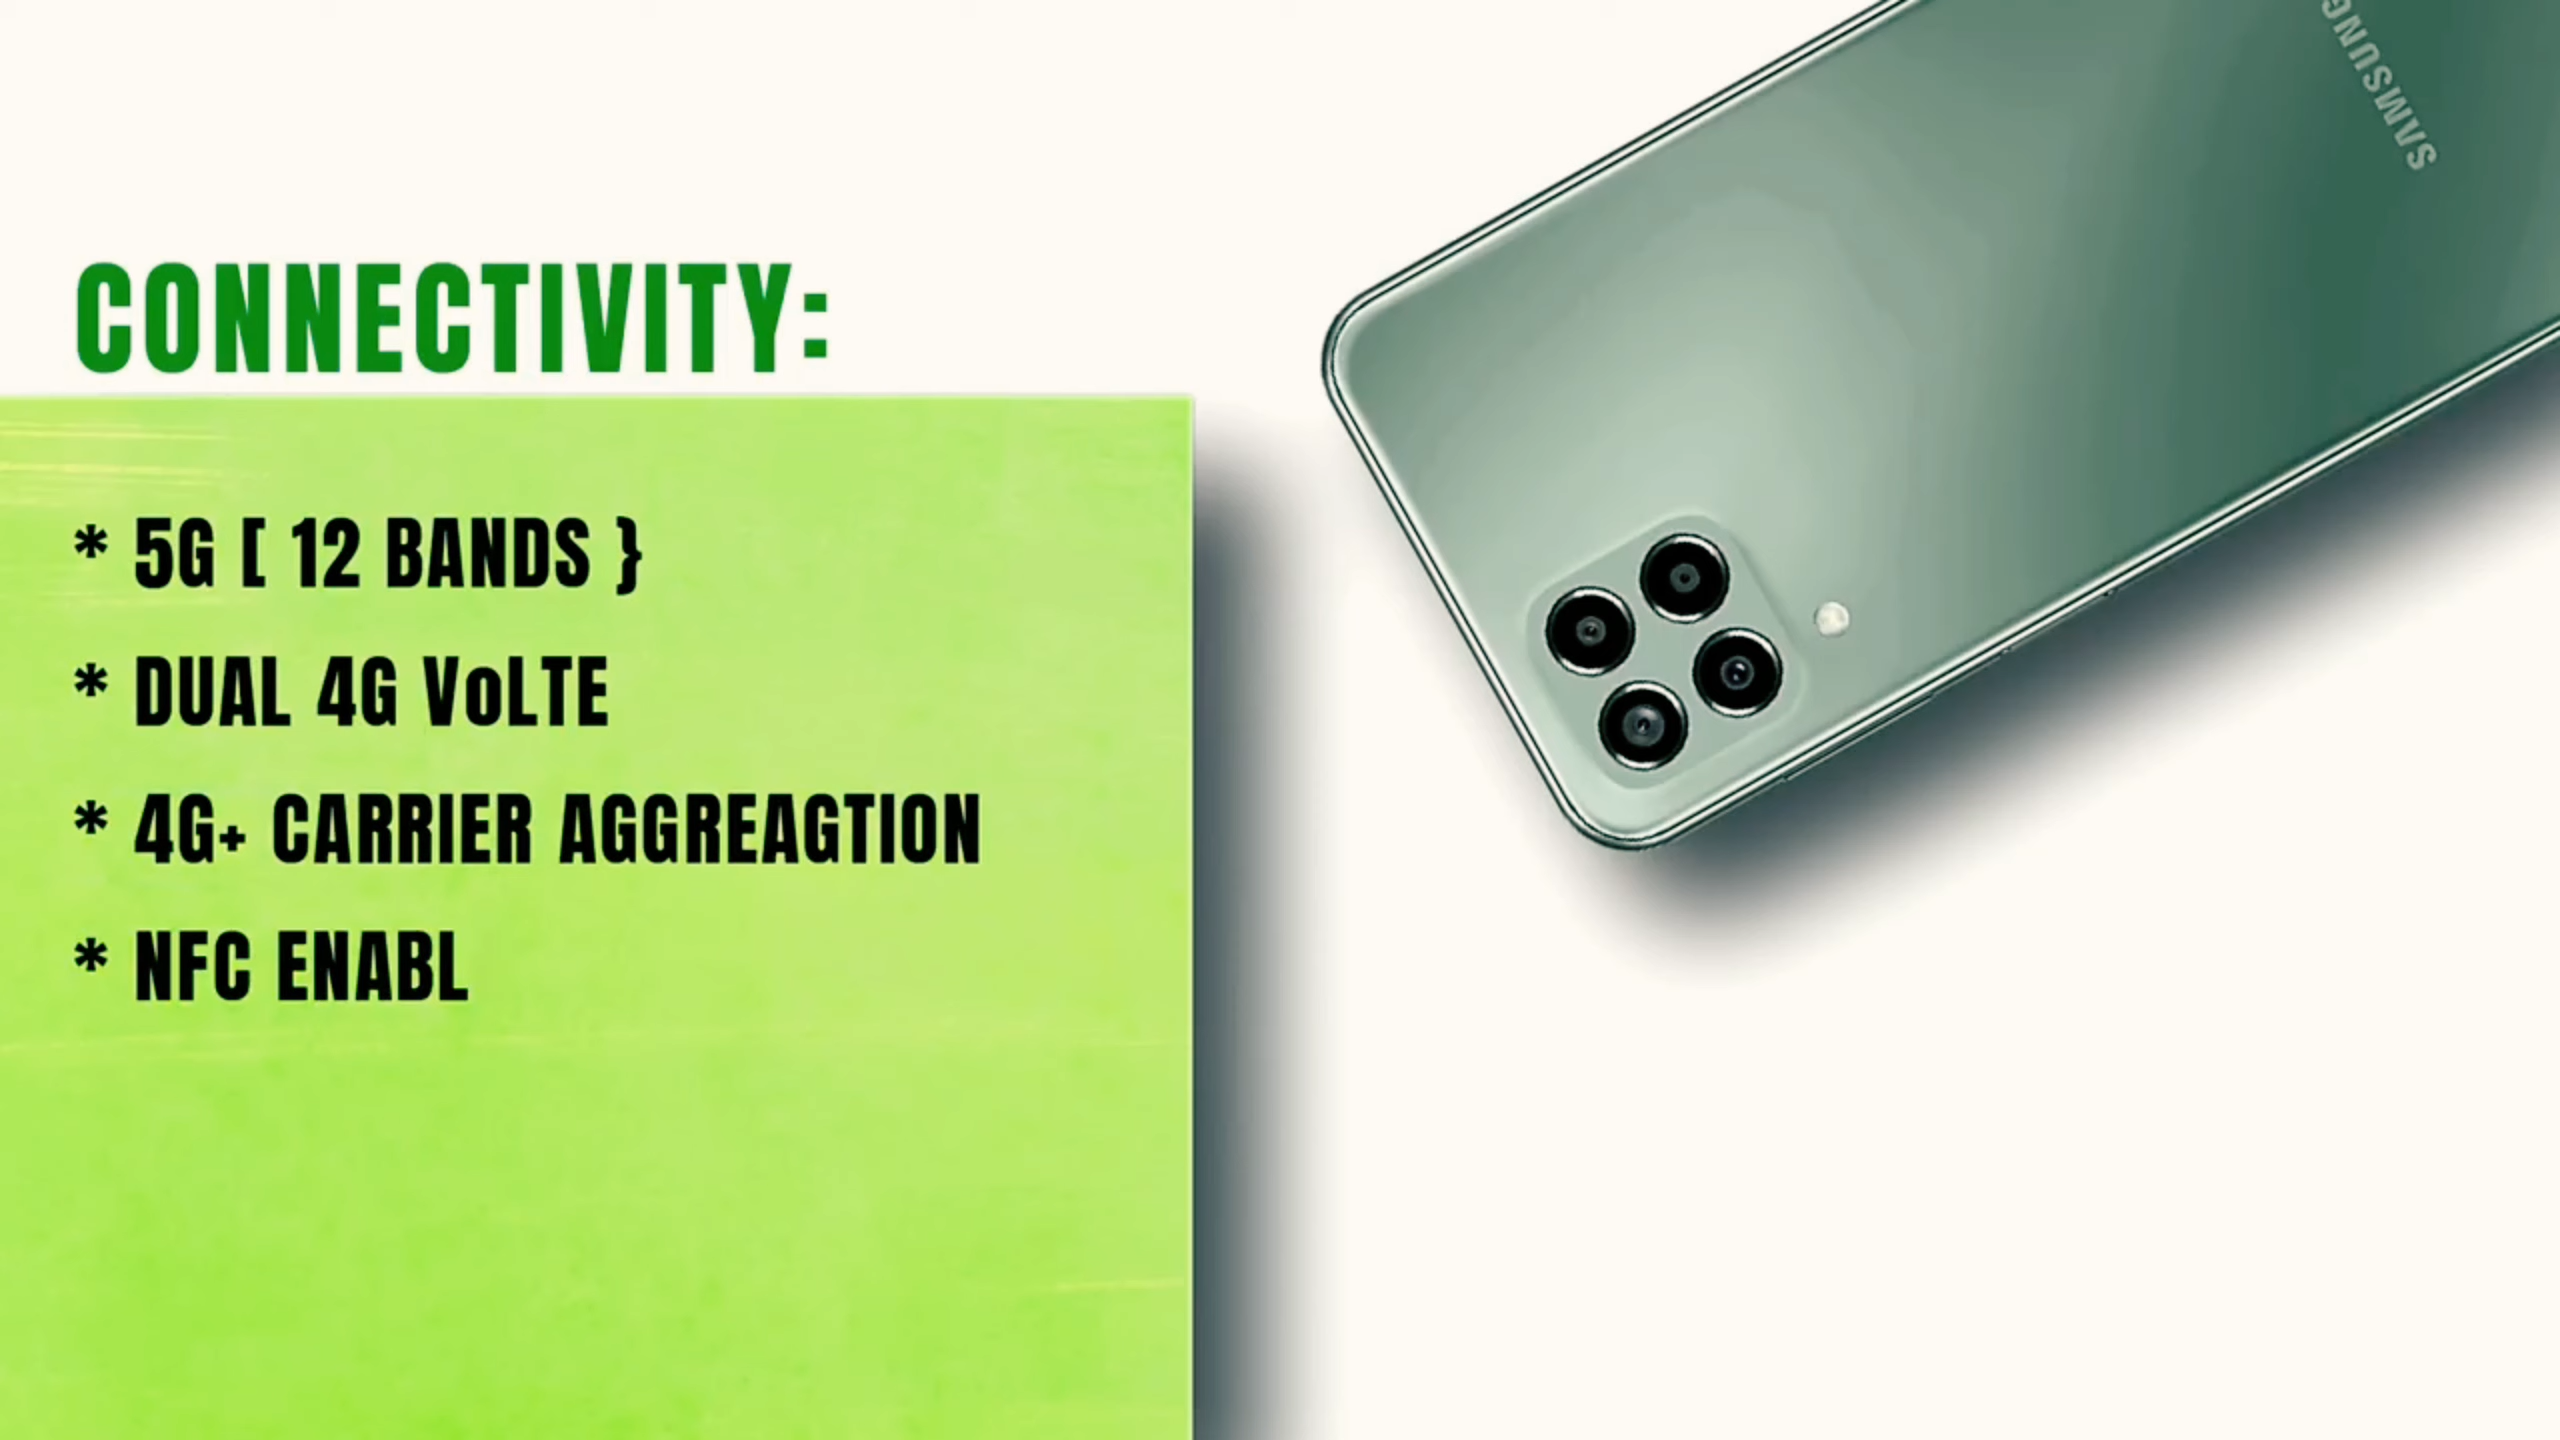 SAMSUNG
CONNECTIVITY:
* 5G [ 12 BANDS }
* DUAL 4G VoLTE
* 4G+ CARRIER AGGREAGTION
* NFC ENABL